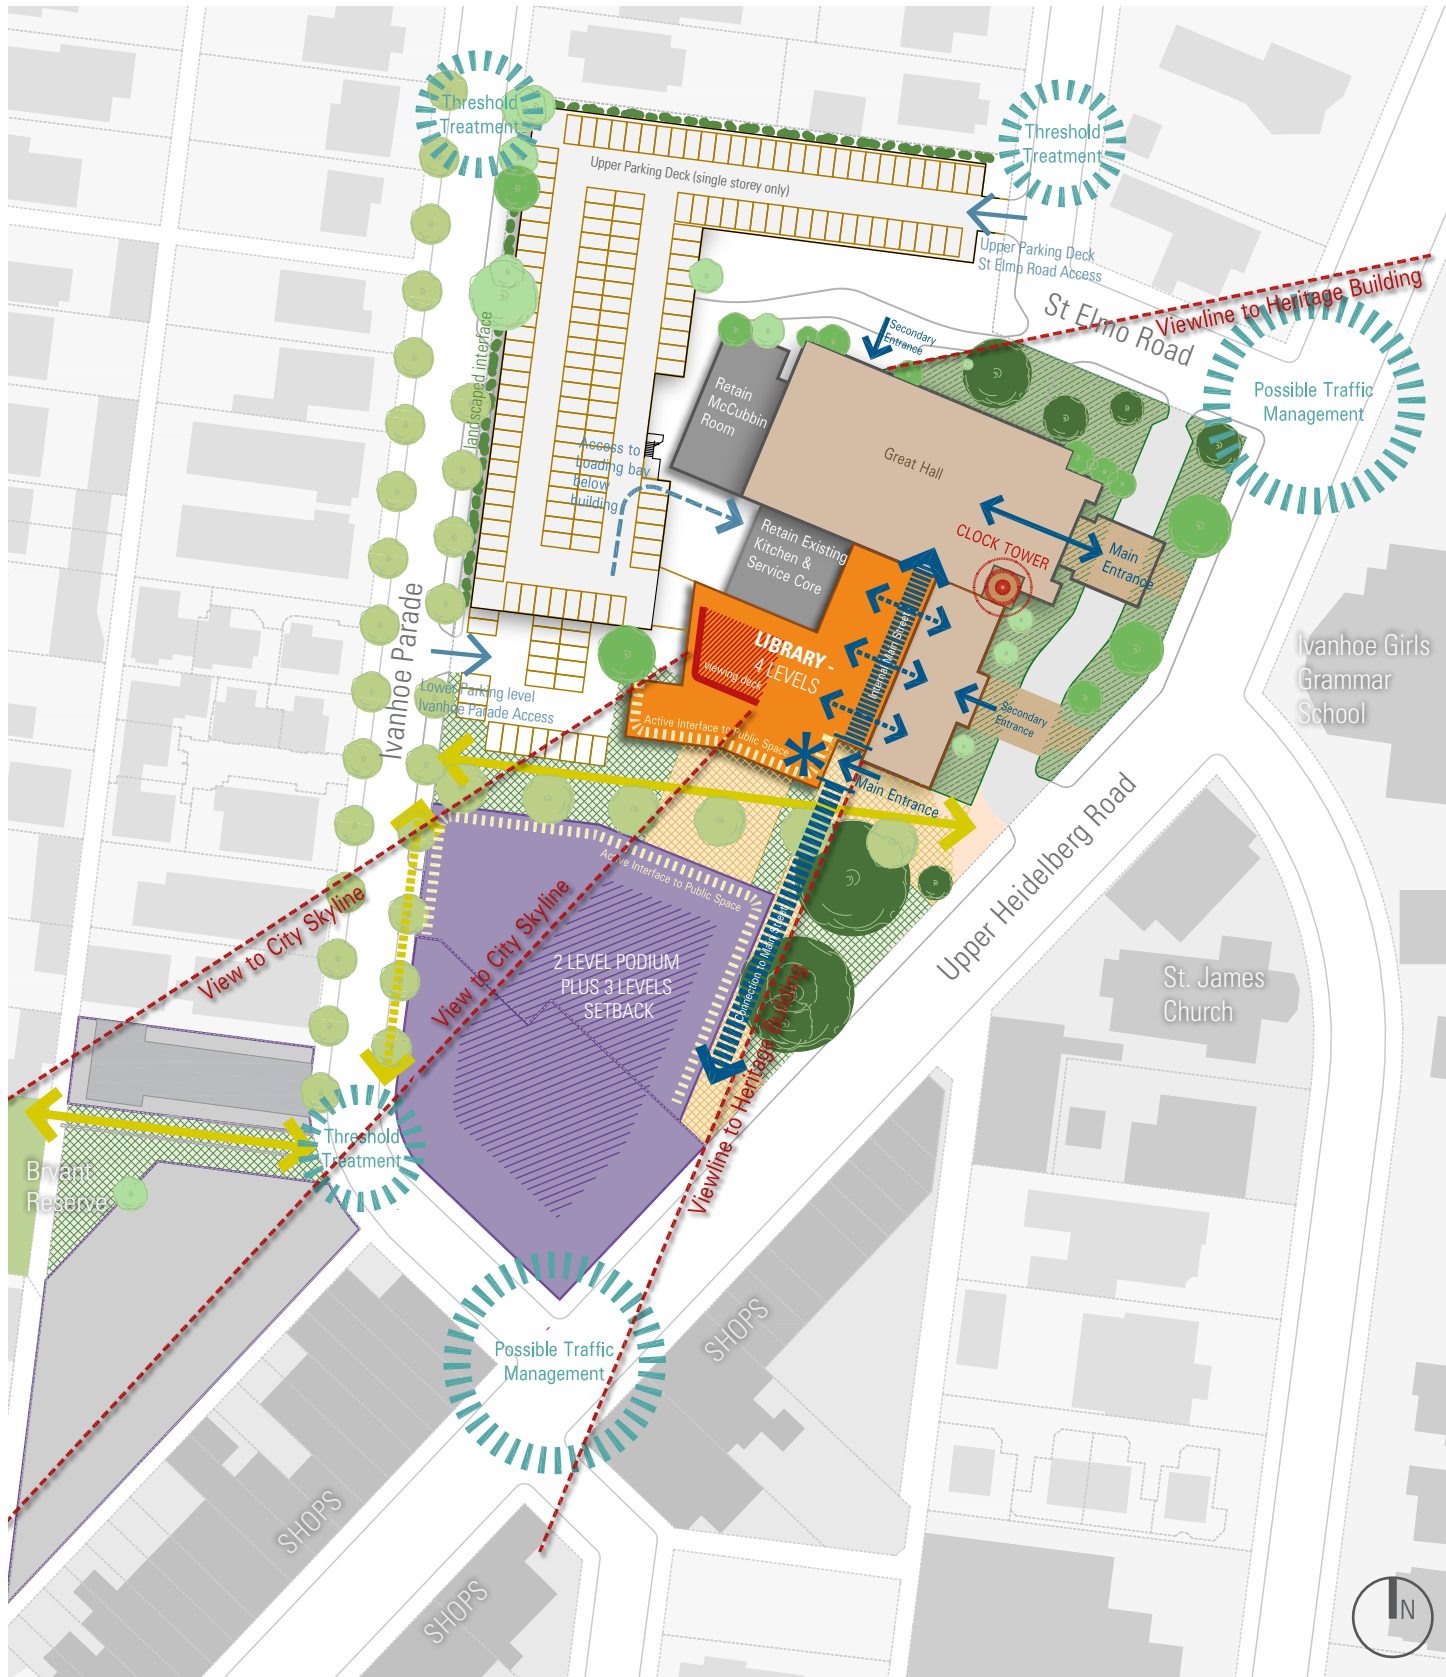 Threshold
Treatment
Threshold
Treatment
Upper Parking Deck (single storey only)
Upper Parking Deck
St Elmo Road Access
St Elmo Road
Viewline to Heritage Building
Possible Traffic
Management
Secondary
Entrance
landscaped interface
Retain
McCubbin
Room
Great Hall
Access to
Loading bay
below
building
Retain Existing
Kitchen &
Service Core
CLOCK TOWER
Main
Entrance
Ivanhoe Parade
LIBRARY -
4 LEVELS
viewing deck
Internal Main Street
Ivanhoe Girls
Grammar
School
Lower Parking level
Ivanhoe Parade Access
Active Interface to Public Space
Secondary
Entrance
Main Entrance
Upper Heidelberg Road
Active Interface to Public Space
View to City Skyline
View to City Skyline
2 LEVEL PODIUM
PLUS 3 LEVELS
SETBACK
Connection to Main Street
Viewline to Heritage Building
St. James
Church
Threshold
Treatment
Bryant
Reserve
Possible Traffic
Management
SHOPS
SHOPS
SHOPS
N